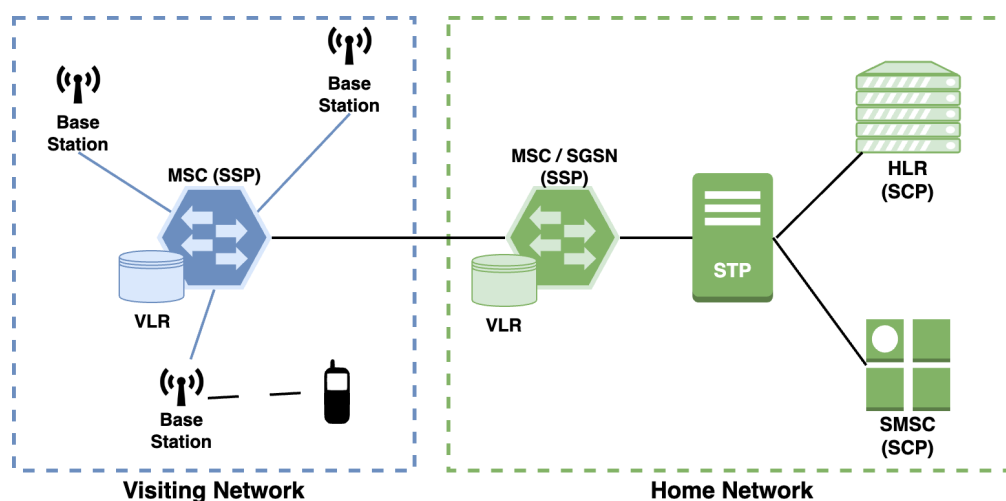 Base
Station
Base
Station
MSC (SSP)
VLR
Base
Station
Visiting Network
MSC / SGSN
(SSP)
VLR
STP
HLR
(SCP)
SMSC
(SCP)
Home Network